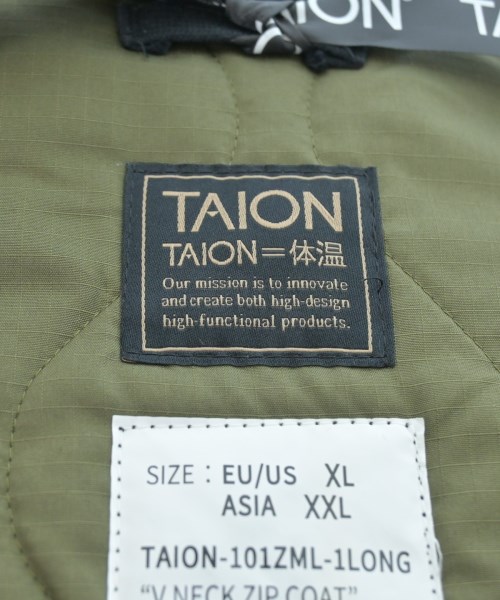 TAION
TAION
TAION = 体温
Our mission is to innovate
and create both high-design
high-functional products.
SIZE : EU/US XL
ASIA XXL
TAION-101ZML-1LONG
"V NECK ZIP COAT"